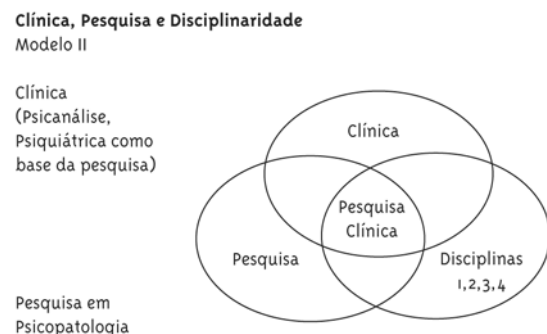 Clínica, Pesquisa e Disciplinaridade
Modelo II
Clínica
(Psicanálise,
Psiquiátrica como
base da pesquisa)
Clínica
Pesquisa
Clínica
Pesquisa
Disciplinas
1,2,3,4
Pesquisa em
Psicopatologia